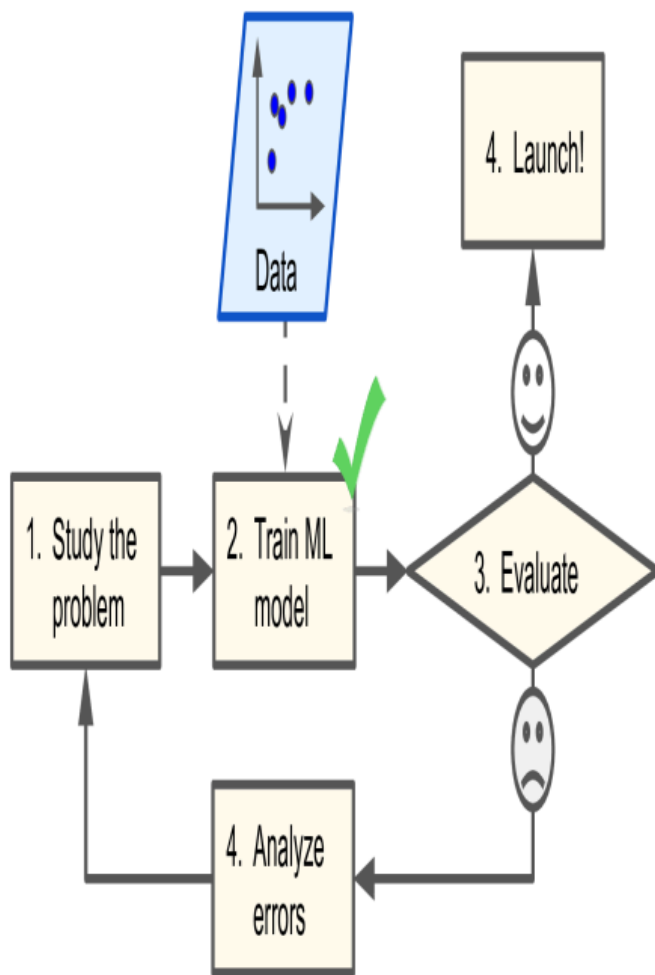 Data
4. Launch!
1. Study the
problem
2. Train ML
model
3. Evaluate
4. Analyze
errors